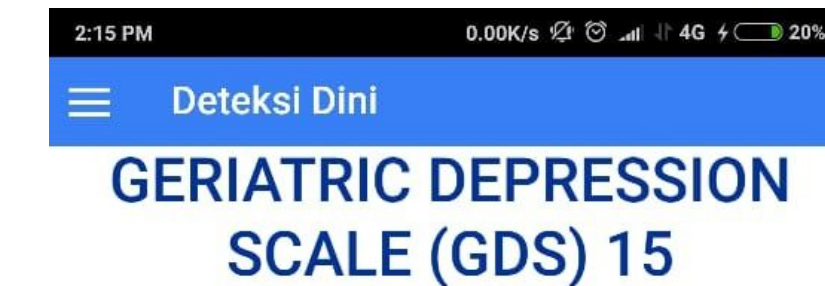 2:15 PM 0.00K/s 4G 20%
Deteksi Dini
GERIATRIC DEPRESSION
SCALE (GDS) 15